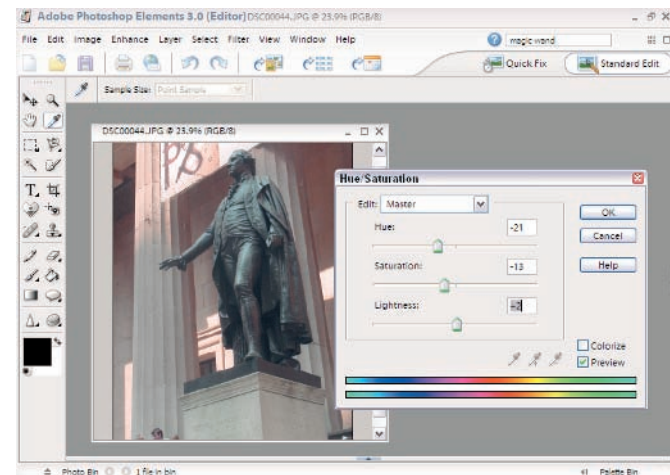 Adobe Photoshop Elements 3.0 (Editor) DSC00044.JPG @ 23.9% (RGB/8)
File Edit Image Enhance Layer Select Filter View Window Help magic wand
Quick Fix Standard Edit
Sample Size: Point Sample
DSC00044.JPG @ 23.9% (RGB/8)
Hue/Saturation
Edit: Master
OK
Hue: -21
Cancel
Saturation: -13
Help
Lightness:
Colorize
Preview
Photo Bin 1 file in bin Palette Bin